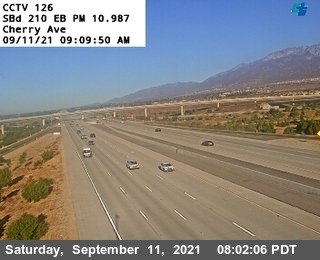 CCTV 126
SBd 210 EB PM 10.987
Cherry Ave
09/11/21 09:09:50 AM
Saturday, September 11, 2021 08:02:06 PDT